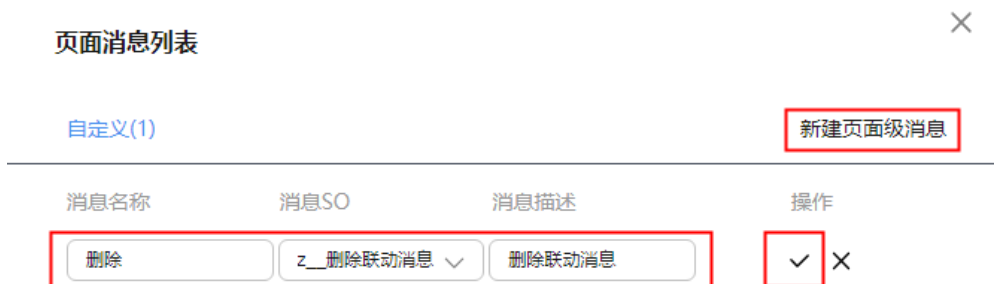 页面消息列表
自定义(1)
新建页面级消息
消息名称 消息SO 消息描述 操作
删除 z__删除联动消息 删除联动消息